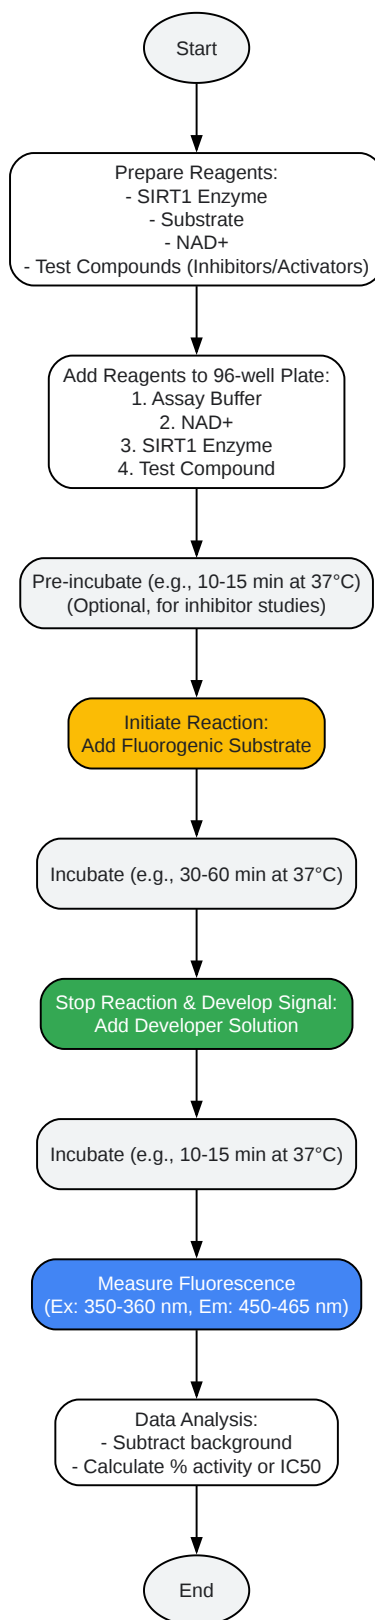 Start
Prepare Reagents:
- SIRT1 Enzyme
- Substrate
- NAD+
- Test Compounds (Inhibitors/Activators)
Add Reagents to 96-well Plate:
1. Assay Buffer
2. NAD+
3. SIRT1 Enzyme
4. Test Compound
Pre-incubate (e.g., 10-15 min at 37°C)
(Optional, for inhibitor studies)
Initiate Reaction:
Add Fluorogenic Substrate
Incubate (e.g., 30-60 min at 37°C)
Stop Reaction & Develop Signal:
Add Developer Solution
Incubate (e.g., 10-15 min at 37°C)
Measure Fluorescence
(Ex: 350-360 nm, Em: 450-465 nm)
Data Analysis:
- Subtract background
- Calculate % activity or IC50
End